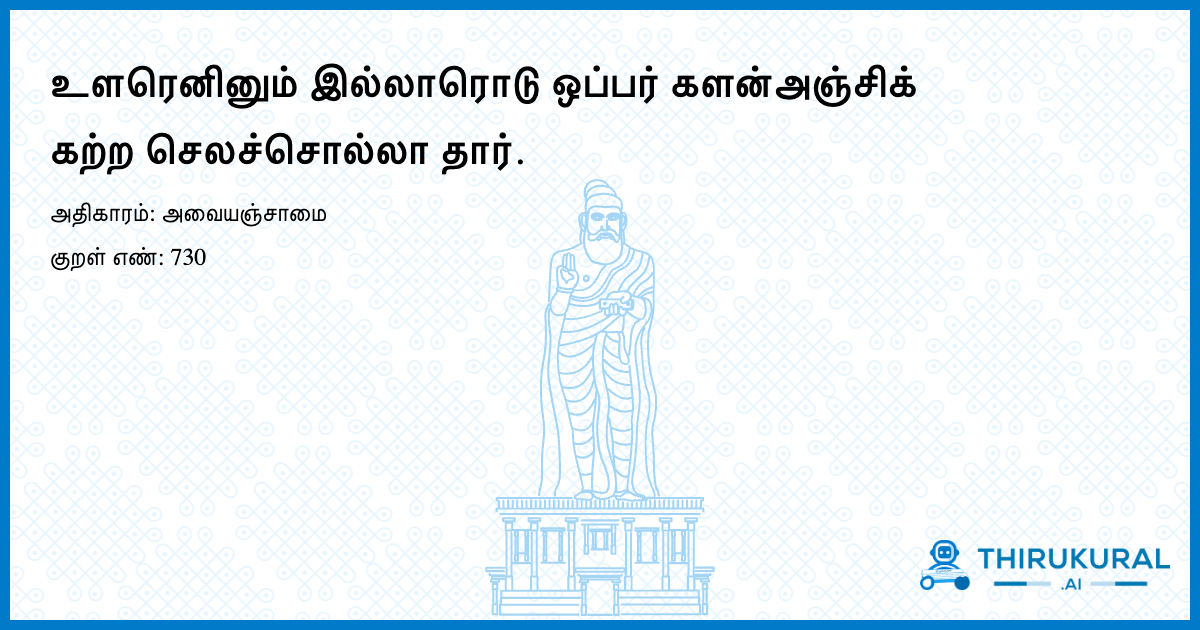 உளரெனினும் இல்லாரொடு ஒப்பர் களன்அஞ்சிக்
கற்ற செலச்சொல்லா தார்.
அதிகாரம்: அவையஞ்சாமை
குறள் எண்: 730
THIRUKURAL
.AI